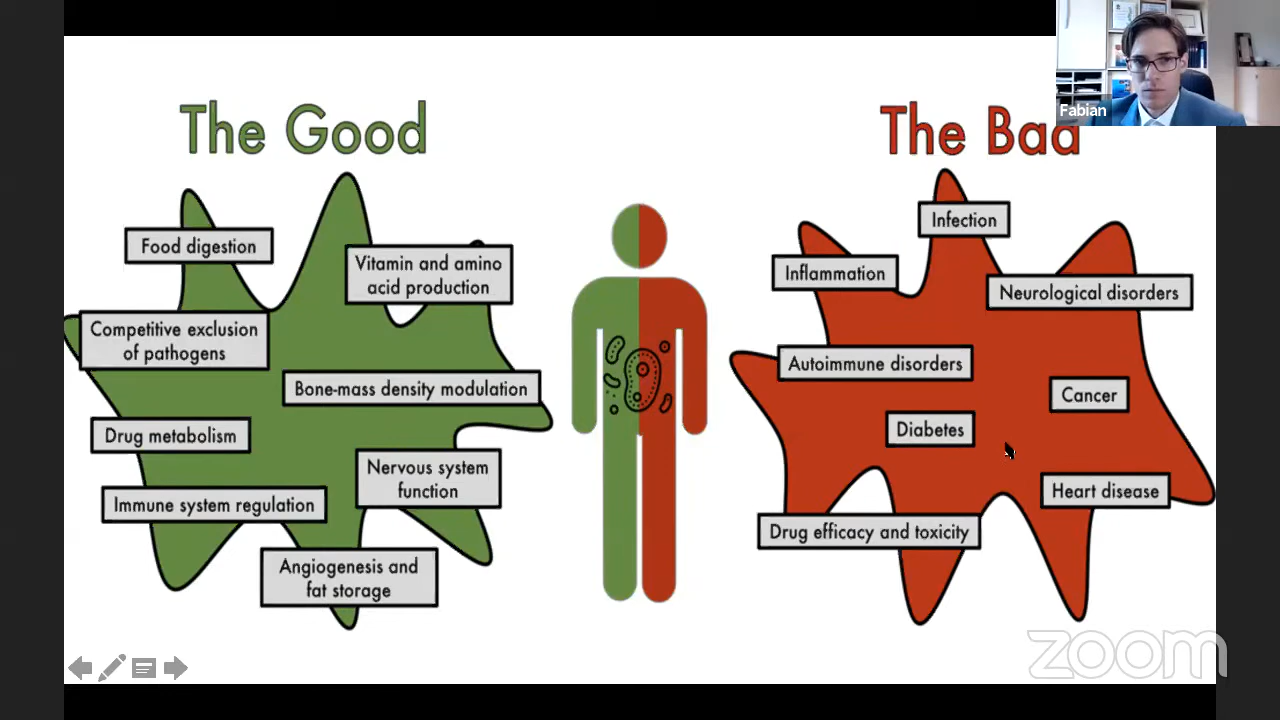 The Good
The Bad
Fabian
Food digestion
Vitamin and amino
acid production
Competitive exclusion
of pathogens
Bone-mass density modulation
Drug metabolism
Nervous system
function
Immune system regulation
Angiogenesis and
fat storage
Infection
Inflammation
Neurological disorders
Autoimmune disorders
Cancer
Diabetes
Heart disease
Drug efficacy and toxicity
zoom